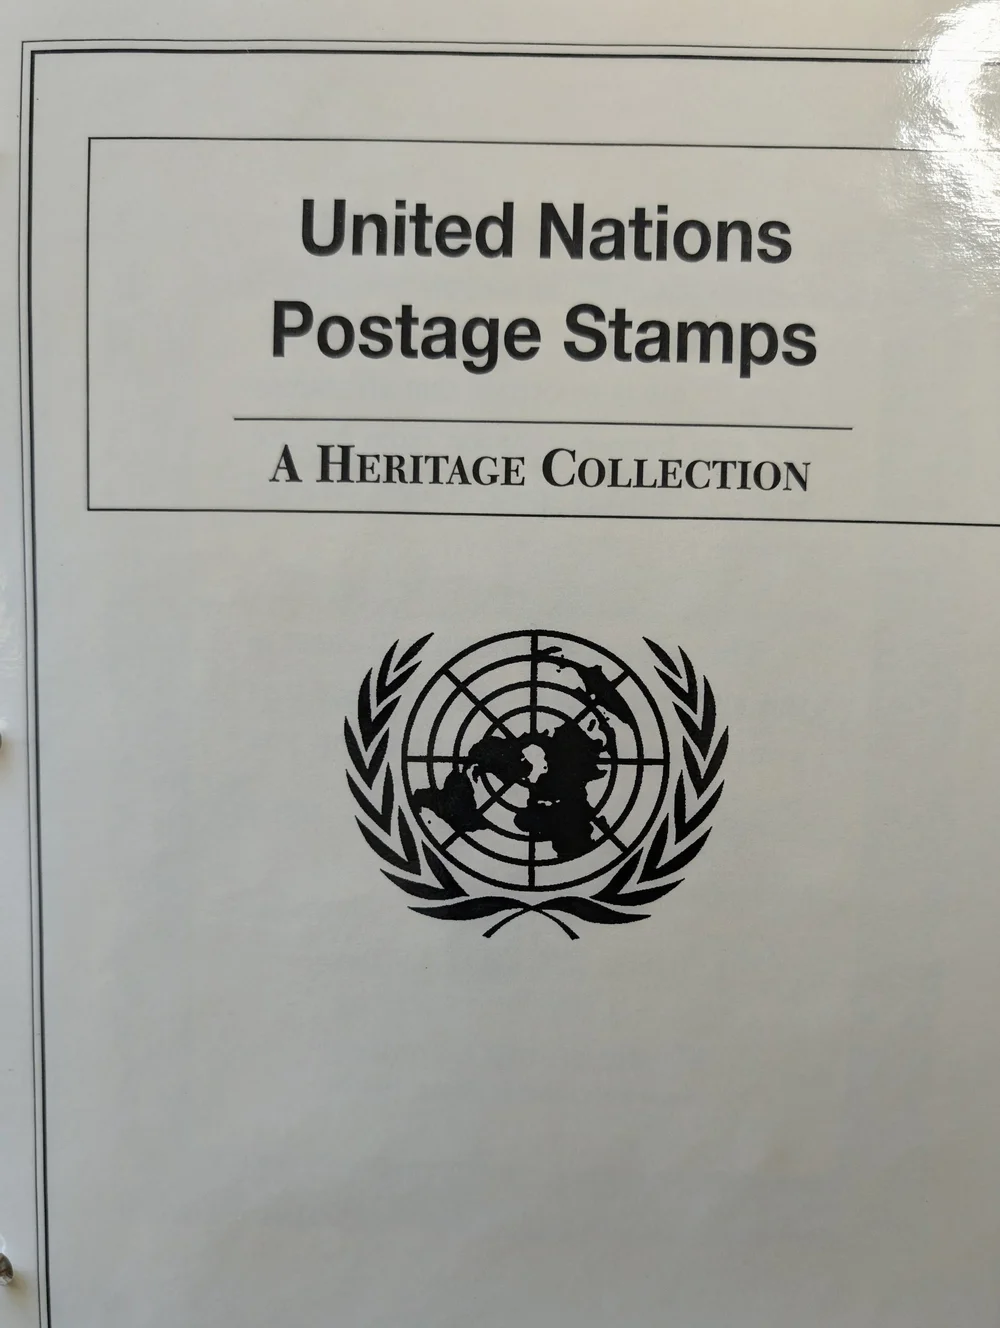 United Nations
Postage Stamps
A HERITAGE COLLECTION